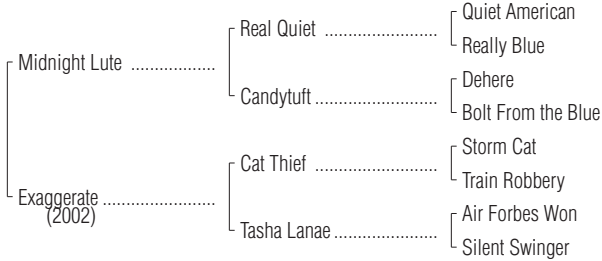 Quiet American
Real Quiet ........................
Really Blue
Midnight Lute ...................
Dehere
Candytuft..........................
Bolt From the Blue
Storm Cat
Cat Thief ..........................
Train Robbery
Exaggerate.........................
(2002)
Air Forbes Won
Tasha Lanae......................
Silent Swinger